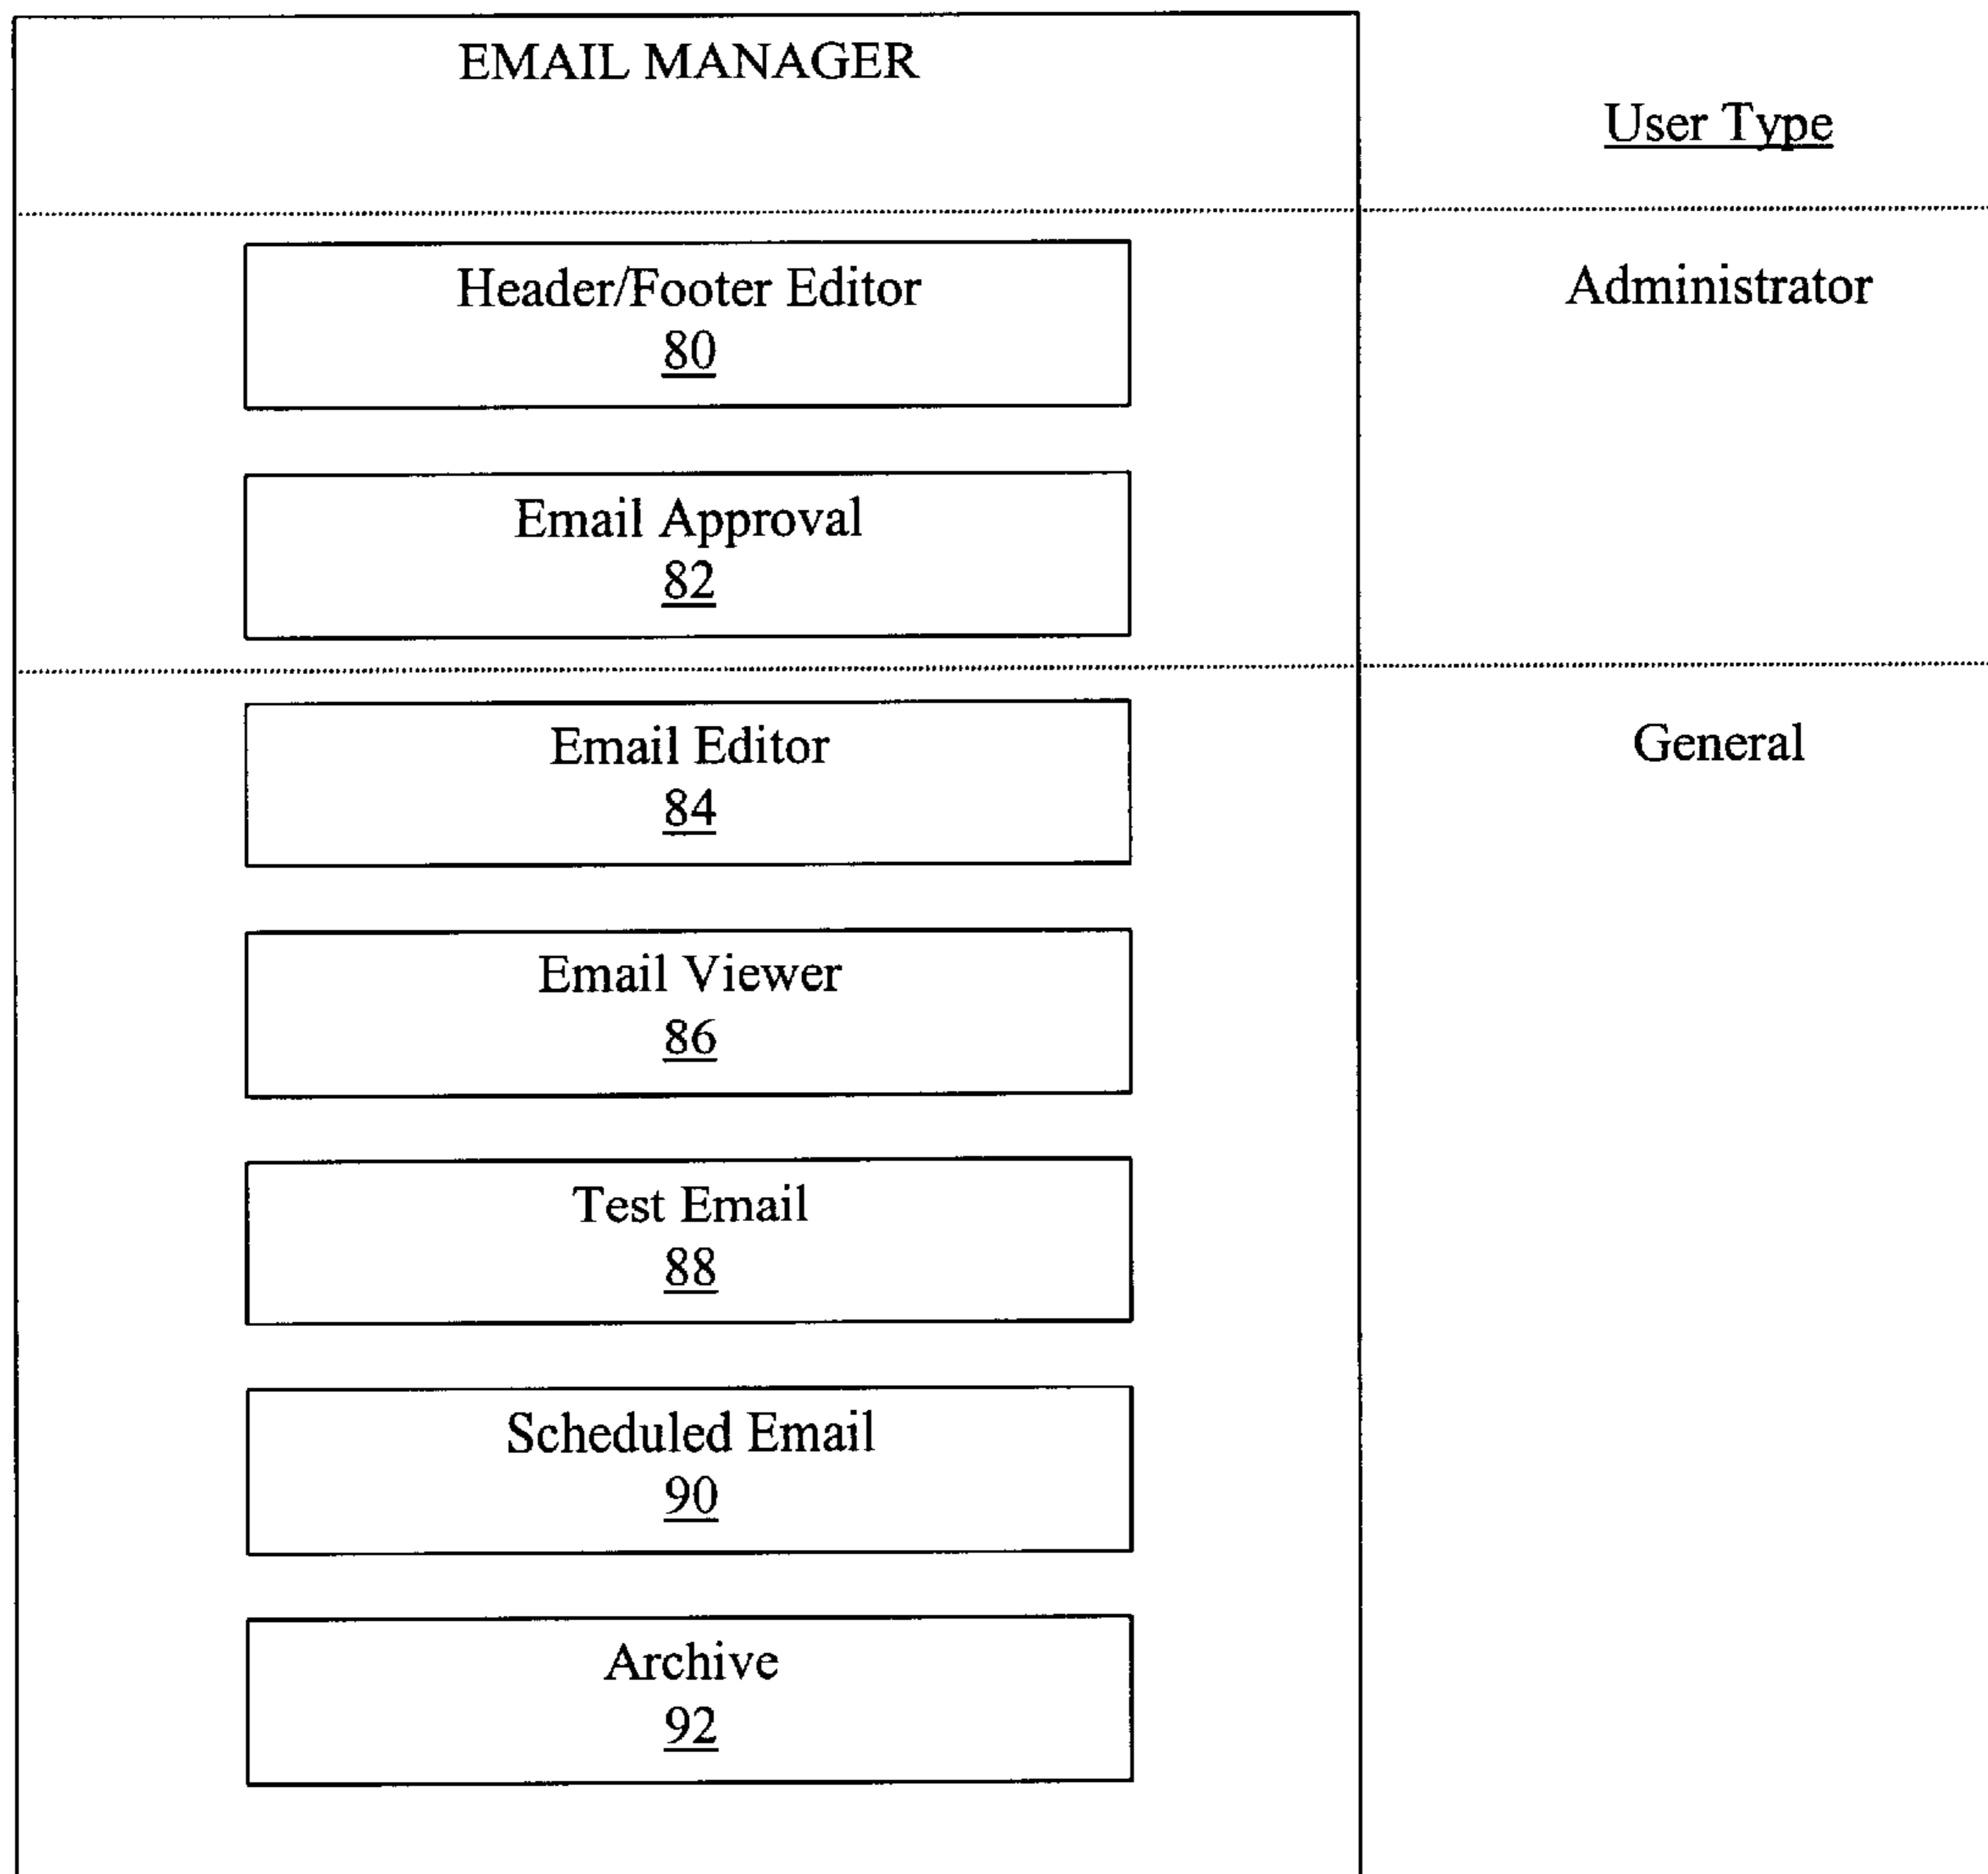 EMAIL MANAGER
User Type
Header/Footer Editor
80
Administrator
Email Approval
82
Email Editor
84
General
Email Viewer
86
Test Email
88
Scheduled Email
90
Archive
92